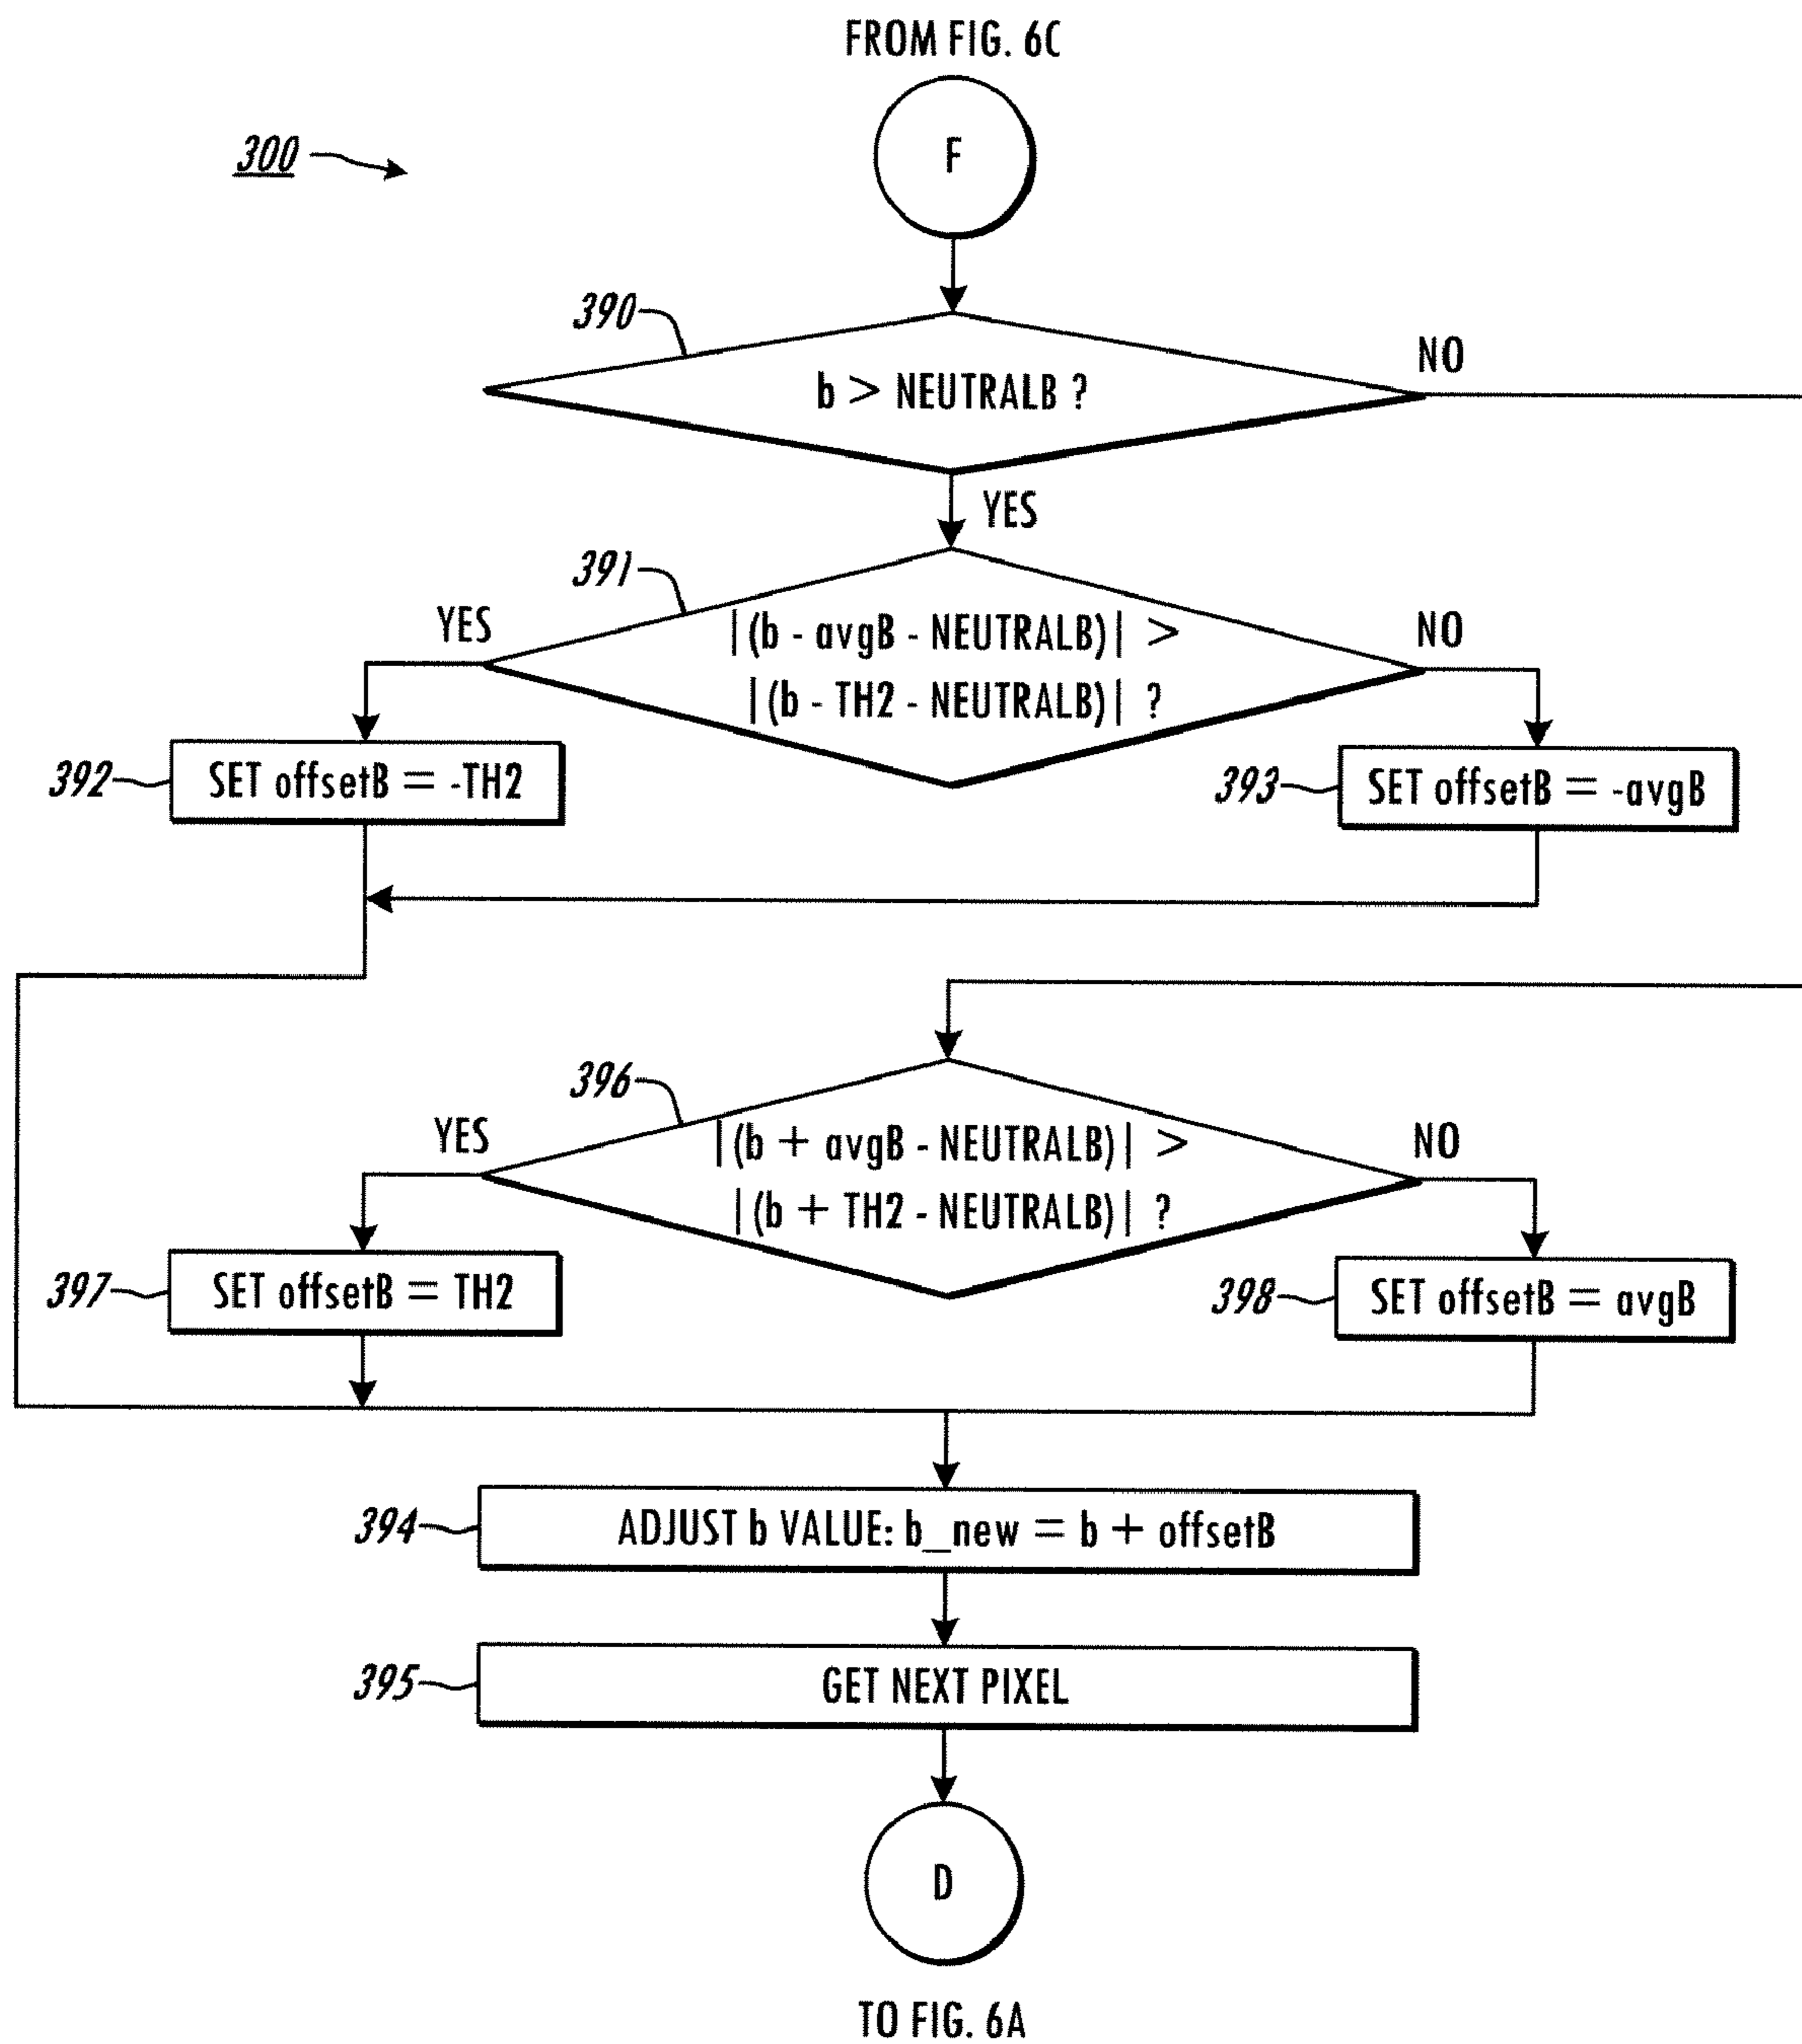 FROM FIG. 6C
F
300
390
b > NEUTRALB ?
NO
YES
391
YES
|(b - avgB - NEUTRALB)| >
|(b - TH2 - NEUTRALB)| ?
NO
392
SET offsetB = -TH2
393
SET offsetB = -avgB
396
YES
|(b + avgB - NEUTRALB)| >
|(b + TH2 - NEUTRALB)| ?
NO
397
SET offsetB = TH2
398
SET offsetB = avgB
394
ADJUST b VALUE: b_new = b + offsetB
395
GET NEXT PIXEL
D
TO FIG. 6A